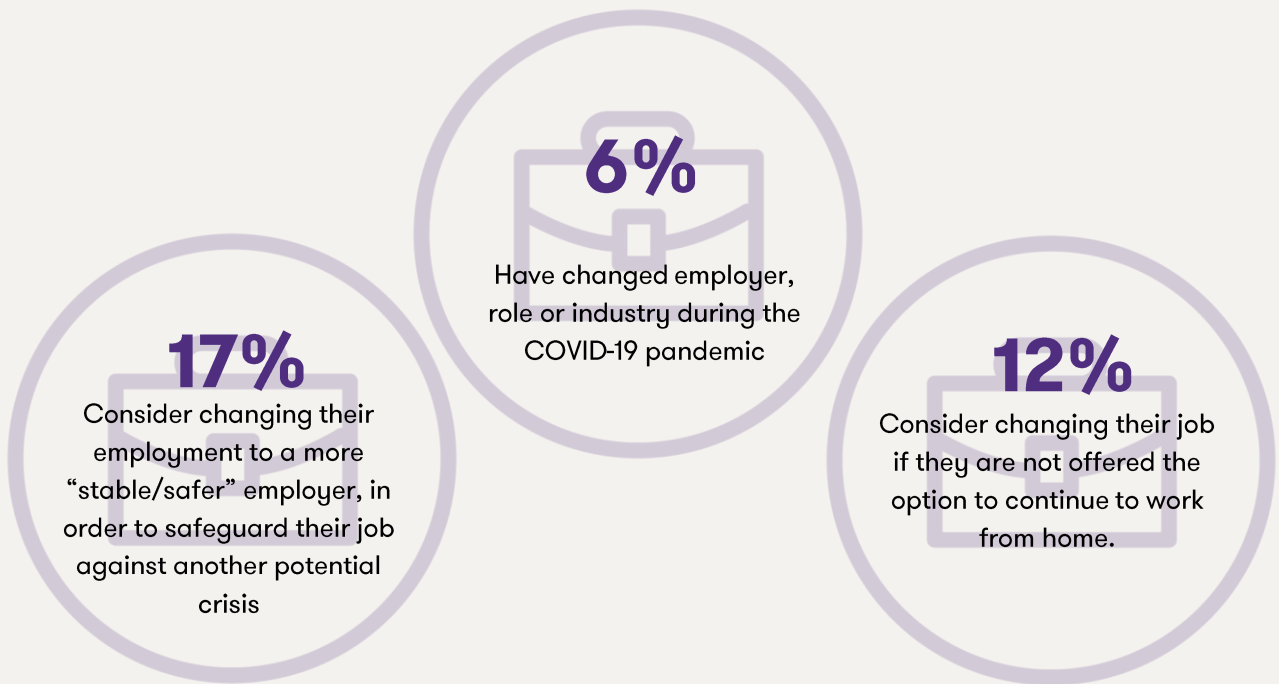 6%
Have changed employer,
role or industry during the
COVID-19 pandemic
17%
Consider changing their
employment to a more
“stable/safer” employer, in
order to safeguard their job
against another potential
crisis
12%
Consider changing their job
if they are not offered the
option to continue to work
from home.